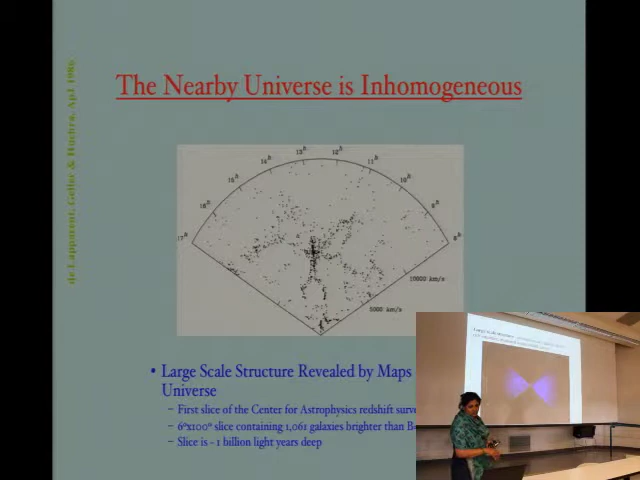 The Nearby Universe is Inhomogeneous
de Lapparent, Geller & Huchra, ApJ 1986
17h 16h 15h 14h 13h 12h 11h 10h 9h 8h
10000 km/s
5000 km/s
• Large Scale Structure Revealed by Maps
Universe
– First slice of the Center for Astrophysics redshift surve
– 6°x100° slice containing 1,061 galaxies brighter than B
– Slice is ~ 1 billion light years deep
Large Scale Structure